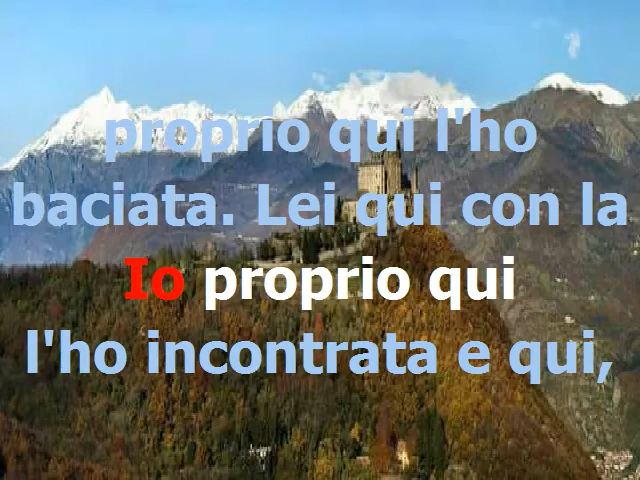 proprio qui l'ho
baciata. Lei qui con la
Io proprio qui
l'ho incontrata e qui,